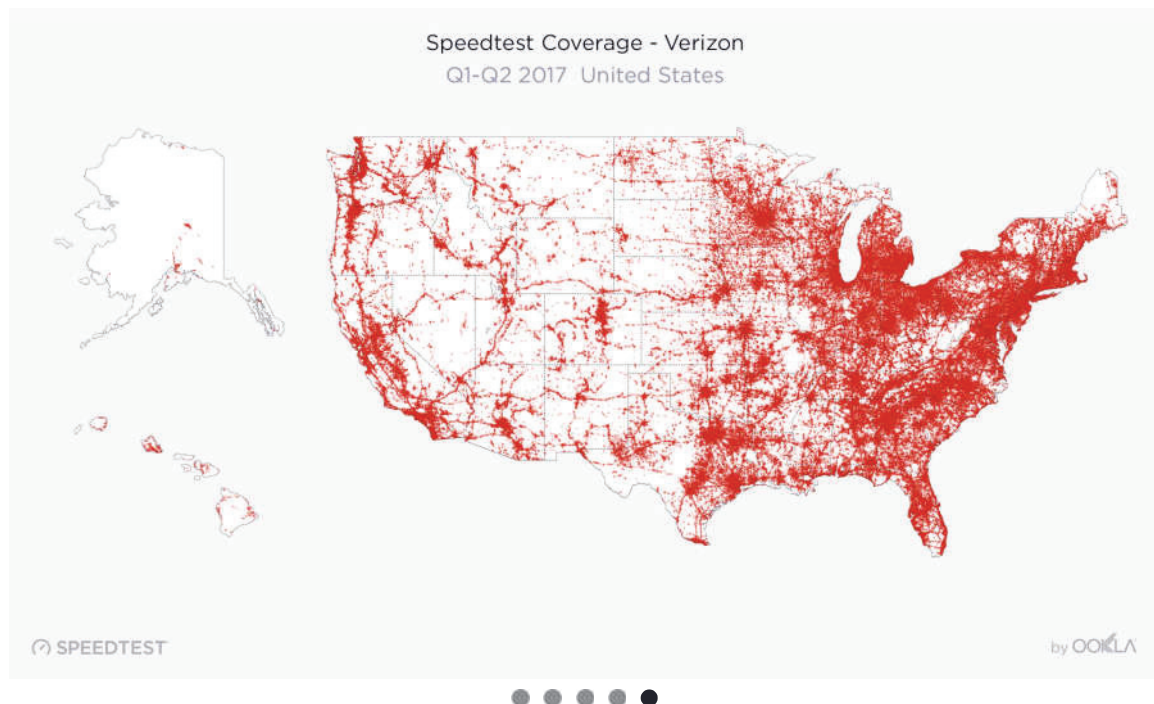 Speedtest Coverage - Verizon
Q1-Q2 2017 United States
SPEEDTEST
by OOKLA